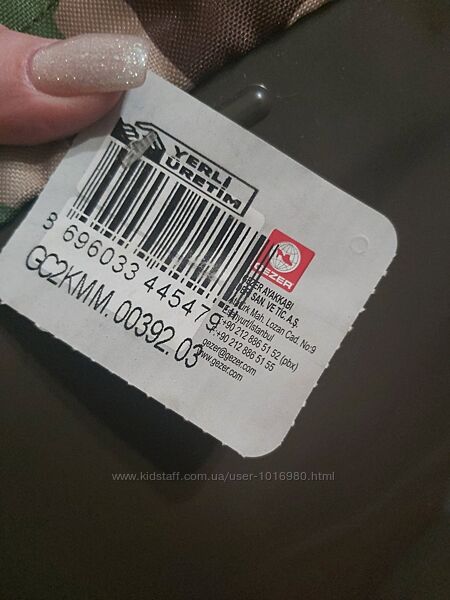 YERLİ
ÜRETİM
8 696033 445479
GC2KMM.00392.03
GEZER
AYAKKABI
SAN. VE TİC. A.Ş.
Mah. Lozan Cad. No:9
İstanbul
+90 212 886 51 52 (pbx)
+90 212 886 51 55
gezer@gezer.com
www.gezer.com
www.kidstaff.com.ua/user-1016980.html